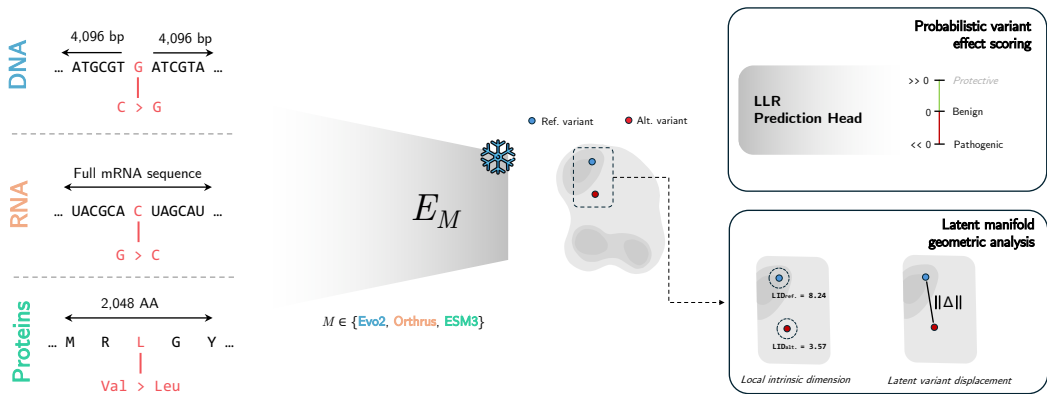 DNA
4,096 bp
4,096 bp
... ATGCGT G ATCGTA ...
C > G
RNA
Full mRNA sequence
... UACGCA C UAGCAU ...
G > C
Proteins
2,048 AA
... M R L G Y ...
Val > Leu
E_M
M ∈ {Evo2, Orthrus, ESM3}
Ref. variant
Alt. variant
Probabilistic variant
effect scoring
LLR
Prediction Head
>> 0 Protective
0 Benign
<< 0 Pathogenic
Latent manifold
geometric analysis
LIDref. = 8.24
LIDalt. = 3.57
Local intrinsic dimension
||Δ||
Latent variant displacement